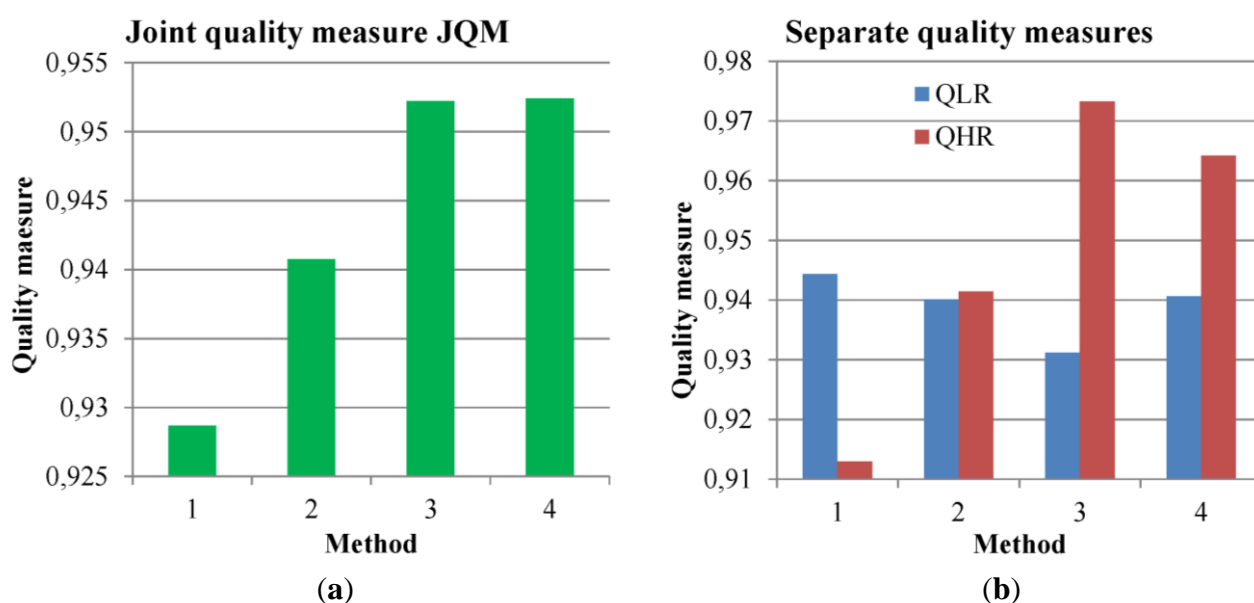 Joint quality measure JQM
0,955
0,95
0,945
0,94
0,935
0,93
0,925
Quality maesure
1 2 3 4
Method
(a)
Separate quality measures
0,98
0,97
0,96
0,95
0,94
0,93
0,92
0,91
Quality measure
QLR
QHR
1 2 3 4
Method
(b)